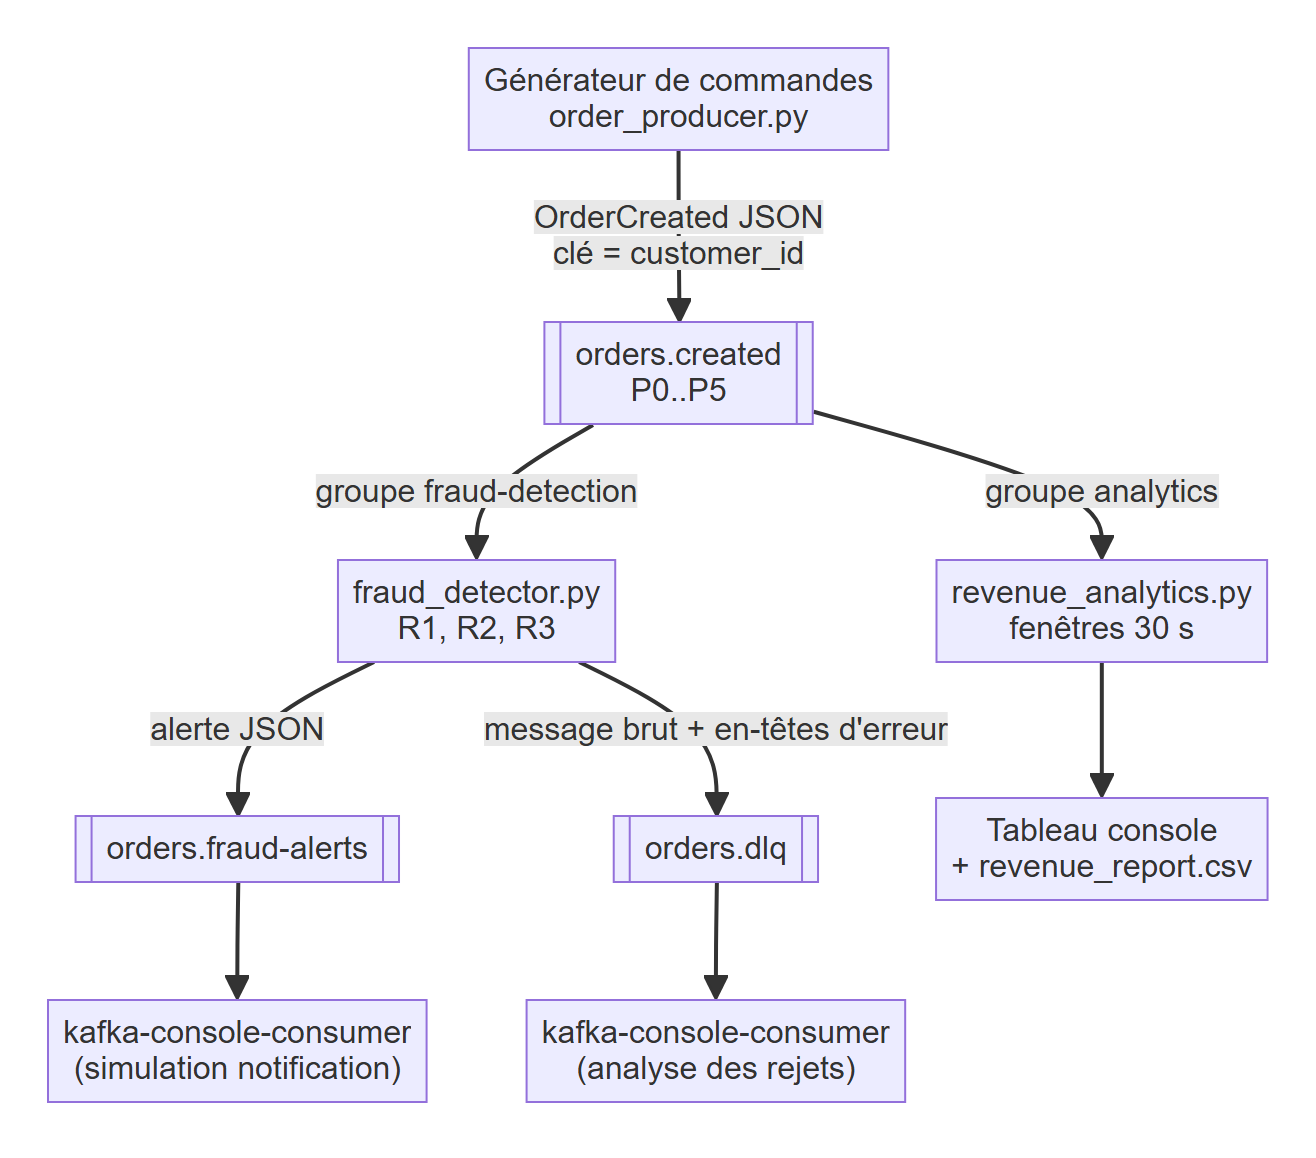 Générateur de commandes
order_producer.py
OrderCreated JSON
clé = customer_id
orders.created
P0..P5
groupe fraud-detection
groupe analytics
fraud_detector.py
R1, R2, R3
revenue_analytics.py
fenêtres 30 s
alerte JSON
message brut + en-têtes d'erreur
orders.fraud-alerts
orders.dlq
Tableau console
+ revenue_report.csv
kafka-console-consumer
(simulation notification)
kafka-console-consumer
(analyse des rejets)